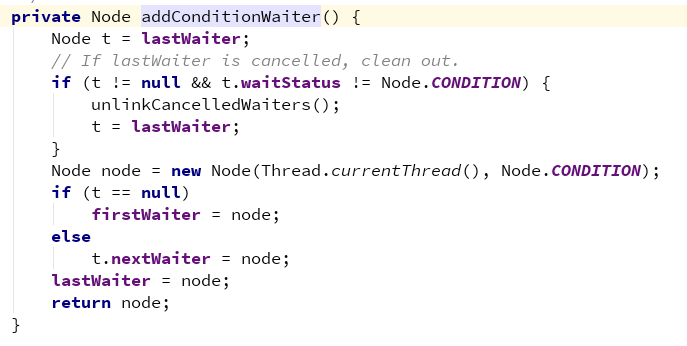 private Node addConditionWaiter() {
    Node t = lastWaiter;
    // If lastWaiter is cancelled, clean out.
    if (t != null && t.waitStatus != Node.CONDITION) {
        unlinkCancelledWaiters();
        t = lastWaiter;
    }
    Node node = new Node(Thread.currentThread(), Node.CONDITION);
    if (t == null)
        firstWaiter = node;
    else
        t.nextWaiter = node;
    lastWaiter = node;
    return node;
}